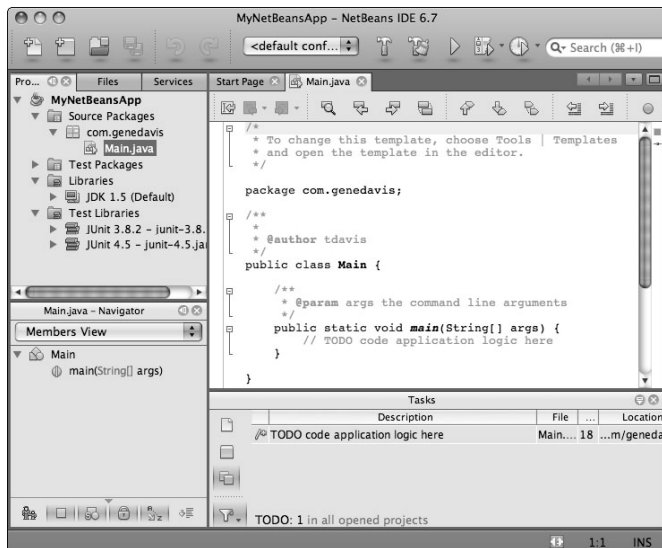 MyNetBeansApp – NetBeans IDE 6.7
<default conf...
Search (⌘+I)
Pro...
Files
Services
MyNetBeansApp
Source Packages
com.genedavis
Main.java
Test Packages
Libraries
JDK 1.5 (Default)
Test Libraries
JUnit 3.8.2 – junit-3.8.
JUnit 4.5 – junit-4.5.ja
Start Page
Main.java
/*
* To change this template, choose Tools | Templates
* and open the template in the editor.
*/
package com.genedavis;
/**
*
* @author tdavis
*/
public class Main {
/**
* @param args the command line arguments
*/
public static void main(String[] args) {
// TODO code application logic here
}
}
Main.java – Navigator
Members View
Main
main(String[] args)
Tasks
Description
File
...
Location
TODO code application logic here
Main....
18
...m/geneda
TODO: 1 in all opened projects
1:1
INS